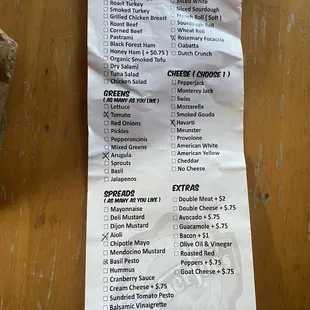 Roast Turkey
Smoked Turkey
Grilled Chicken Breast
Roast Beef
Corned Beef
Pastrami
Black Forest Ham
Honey Ham ( +$0.75 )
Organic Smoked Tofu
Dry Salami
Tuna Salad
Chicken Salad
GREENS
( AS MANY AS YOU LIKE )
Lettuce
Tomato
Red Onions
Pickles
Pepperoncinis
Mixed Greens
Arugula
Sprouts
Basil
Jalapenos
SPREADS
( AS MANY AS YOU LIKE )
Mayonnaise
Deli Mustard
Dijon Mustard
Aioli
Chipotle Mayo
Mendocino Mustard
Basil Pesto
Hummus
Cranberry Sauce
Cream Cheese + $.75
Sundried Tomato Pesto
Balsamic Vinaigrette
Sliced White
Sliced Sourdough
French Roll ( Soft )
Sourdough Roll
Wheat Roll
Rosemary Focaccia
Ciabatta
Dutch Crunch
CHEESE ( CHOOSE 1 )
Pepperjack
Monterey Jack
Swiss
Mozzarella
Smoked Gouda
Havarti
Meunster
Provolone
American White
American Yellow
Cheddar
No Cheese
EXTRAS
Double Meat + $2
Double Cheese + $.75
Avocado + $.75
Guacamole + $.75
Bacon + $1
Olive Oil & Vinegar
Roasted Red
Peppers + $.75
Goat Cheese + $.75